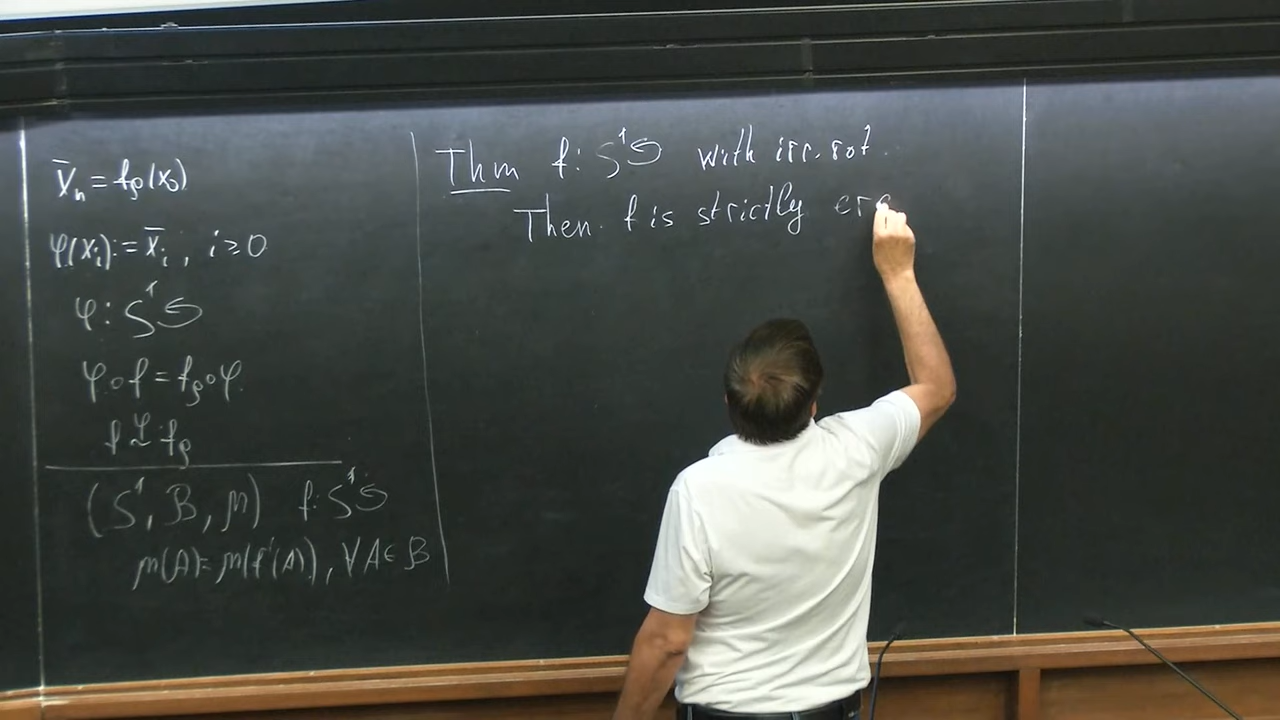 x̄ₙ = f_ρ(x₀)
φ(xᵢ) := x̄ᵢ, i ≥ 0
φ: S¹ ↺
φ ∘ f = f_ρ ∘ φ.
f ~^φ f_ρ
(S¹, B, μ) f: S¹ ↺
μ(A) = μ(f⁻¹(A)), ∀A ∈ B
Thm f: S¹ ↺ with irr. rot.
Then f is strictly erg